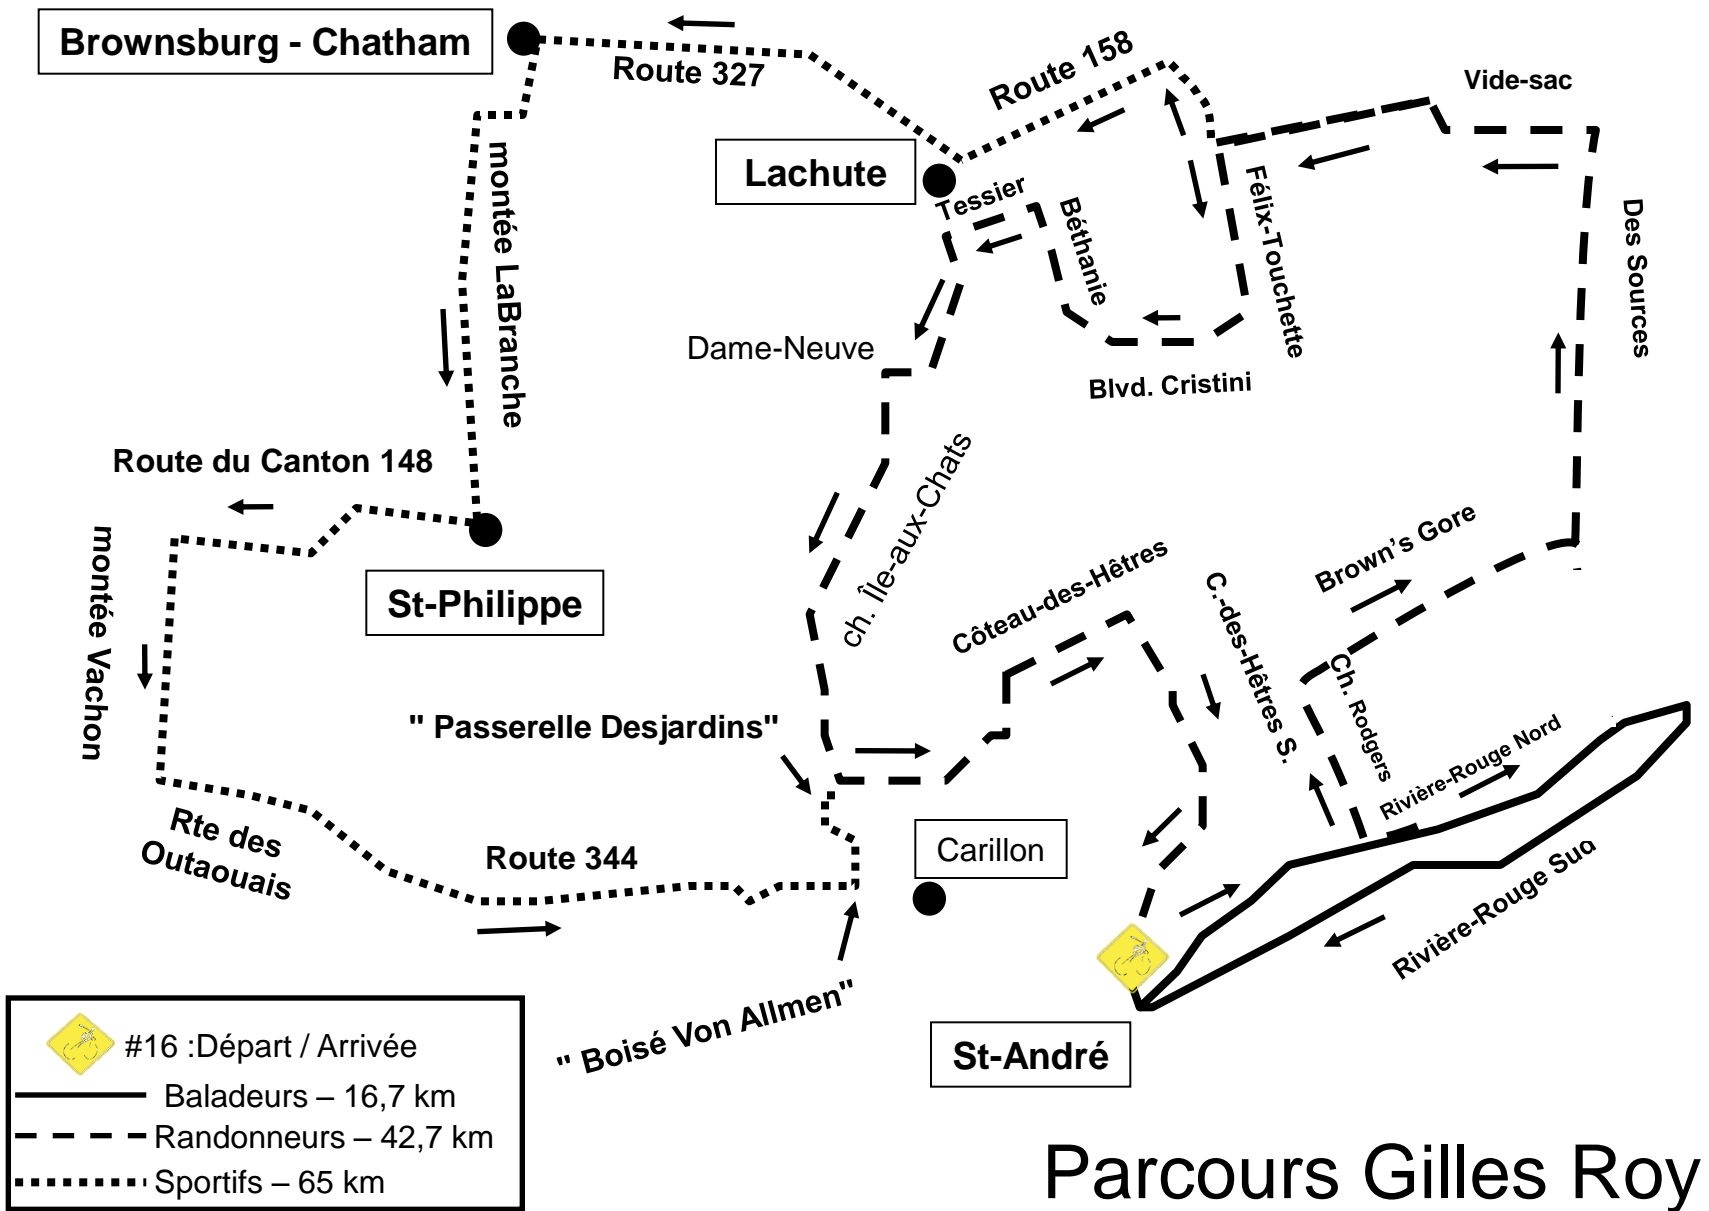 Brownsburg - Chatham
Route 327
Route 158
Vide-sac
Lachute
Tessier
Béthanie
Félix-Touchette
Des Sources
montée LaBranche
Dame-Neuve
Blvd. Cristini
Route du Canton 148
ch. Île-aux-Chats
montée Vachon
St-Philippe
Côteau-des-Hêtres
C.-des-Hêtres S.
Brown's Gore
Ch. Rodgers
" Passerelle Desjardins"
Rivière-Rouge Nord
Rte des
Outaouais
Route 344
Carillon
Rivière-Rouge Sud
" Boisé Von Allmen"
St-André
#16 :Départ / Arrivée
Baladeurs – 16,7 km
Randonneurs – 42,7 km
Sportifs – 65 km
Parcours Gilles Roy